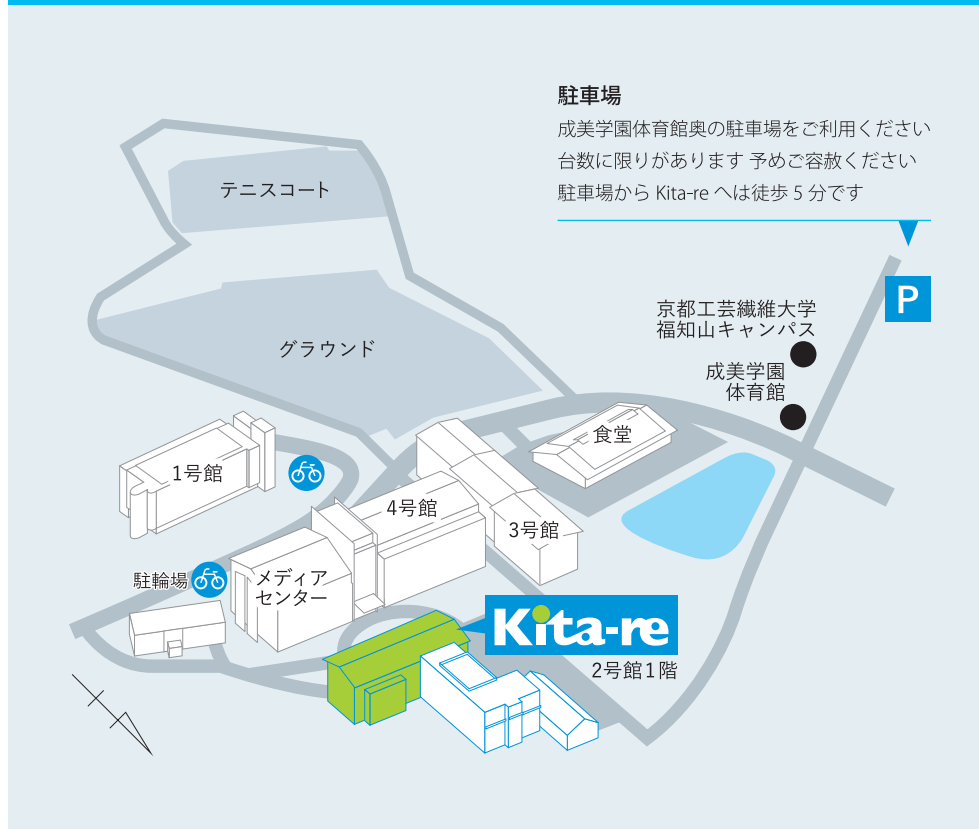 駐車場
成美学園体育館奥の駐車場をご利用ください
台数に限りがあります 予めご容赦ください
駐車場から Kita-re へは徒歩 5 分です
テニスコート
P
京都工芸繊維大学
福知山キャンパス
グラウンド
成美学園
体育館
食堂
1号館
4号館
3号館
駐輪場
メディア
センター
Kita-re
2号館1階